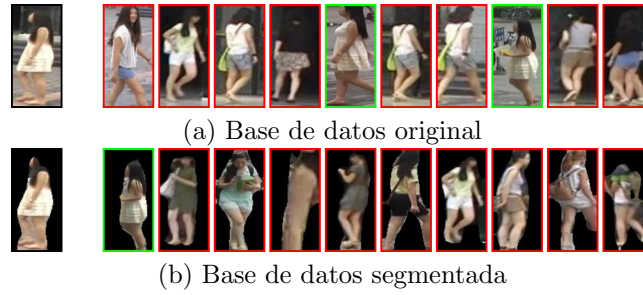 (a) Base de datos original
(b) Base de datos segmentada